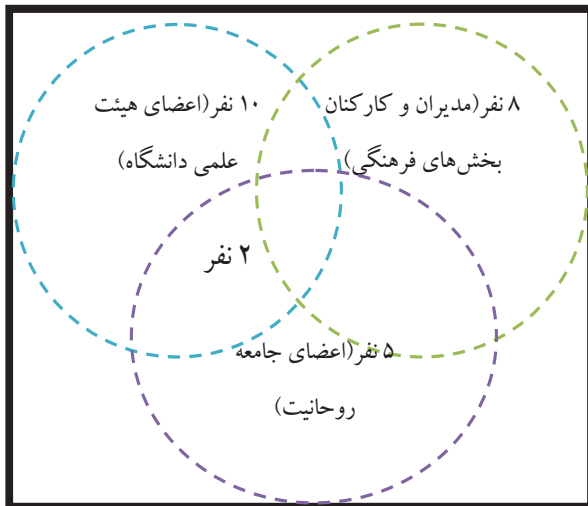 ۸ نفر(مدیران و کارکنان
بخش‌های فرهنگی)
۱۰ نفر(اعضای هیئت
علمی دانشگاه)
۲ نفر
۵ نفر(اعضای جامعه
روحانیت)